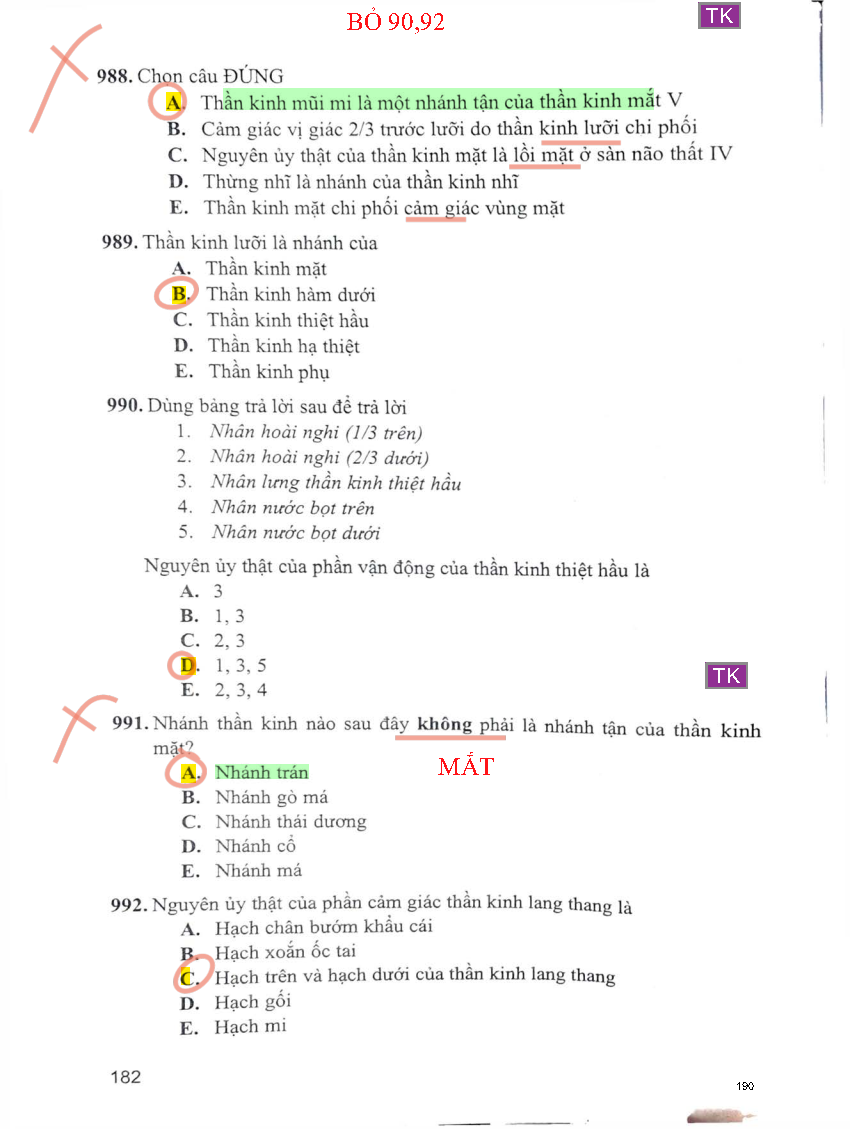 BỎ 90,92
TK
988. Chọn câu ĐÚNG
A. Thần kinh mũi mi là một nhánh tận của thần kinh mắt V
B. Cảm giác vị giác 2/3 trước lưỡi do thần kinh lưỡi chi phối
C. Nguyên ủy thật của thần kinh mặt là lồi mặt ở sàn não thất IV
D. Thừng nhĩ là nhánh của thần kinh nhĩ
E. Thần kinh mặt chi phối cảm giác vùng mặt
989. Thần kinh lưỡi là nhánh của
A. Thần kinh mặt
B. Thần kinh hàm dưới
C. Thần kinh thiệt hầu
D. Thần kinh hạ thiệt
E. Thần kinh phụ
990. Dùng bảng trả lời sau để trả lời
1. Nhân hoài nghi (1/3 trên)
2. Nhân hoài nghi (2/3 dưới)
3. Nhân lưng thần kinh thiệt hầu
4. Nhân nước bọt trên
5. Nhân nước bọt dưới
Nguyên ủy thật của phần vận động của thần kinh thiệt hầu là
A. 3
B. 1, 3
C. 2, 3
D. 1, 3, 5
E. 2, 3, 4
TK
991. Nhánh thần kinh nào sau đây không phải là nhánh tận của thần kinh
mặt?
MẮT
A. Nhánh trán
B. Nhánh gò má
C. Nhánh thái dương
D. Nhánh cổ
E. Nhánh má
992. Nguyên ủy thật của phần cảm giác thần kinh lang thang là
A. Hạch chân bướm khẩu cái
B. Hạch xoắn ốc tai
C. Hạch trên và hạch dưới của thần kinh lang thang
D. Hạch gối
E. Hạch mi
182
190